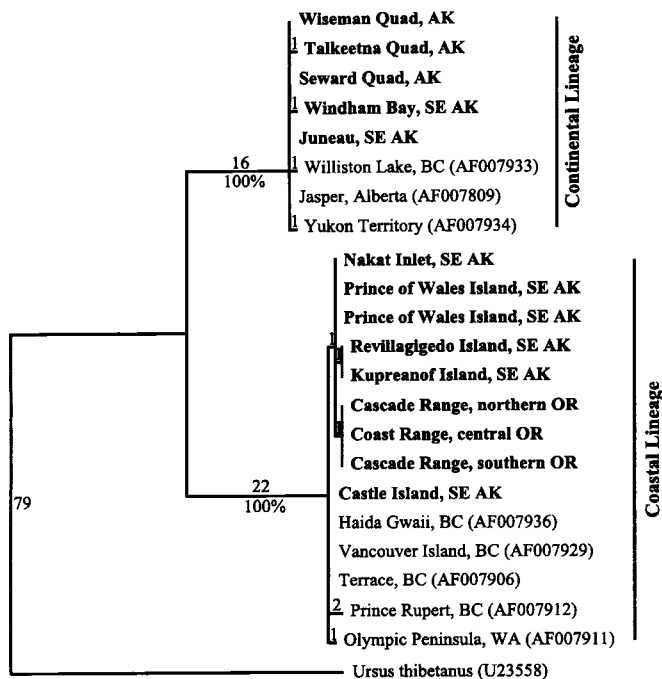 Wiseman Quad, AK
1
Talkeetna Quad, AK
Seward Quad, AK
1
Windham Bay, SE AK
Juneau, SE AK
16
100%
1
Williston Lake, BC (AF007933)
Jasper, Alberta (AF007809)
1
Yukon Territory (AF007934)
Continental Lineage
Nakat Inlet, SE AK
Prince of Wales Island, SE AK
Prince of Wales Island, SE AK
1
Revillagigedo Island, SE AK
Kupreanof Island, SE AK
Cascade Range, northern OR
Coast Range, central OR
Cascade Range, southern OR
22
100%
Castle Island, SE AK
Haida Gwaii, BC (AF007936)
Vancouver Island, BC (AF007929)
Terrace, BC (AF007906)
2
Prince Rupert, BC (AF007912)
1
Olympic Peninsula, WA (AF007911)
Coastal Lineage
79
Ursus thibetanus (U23558)